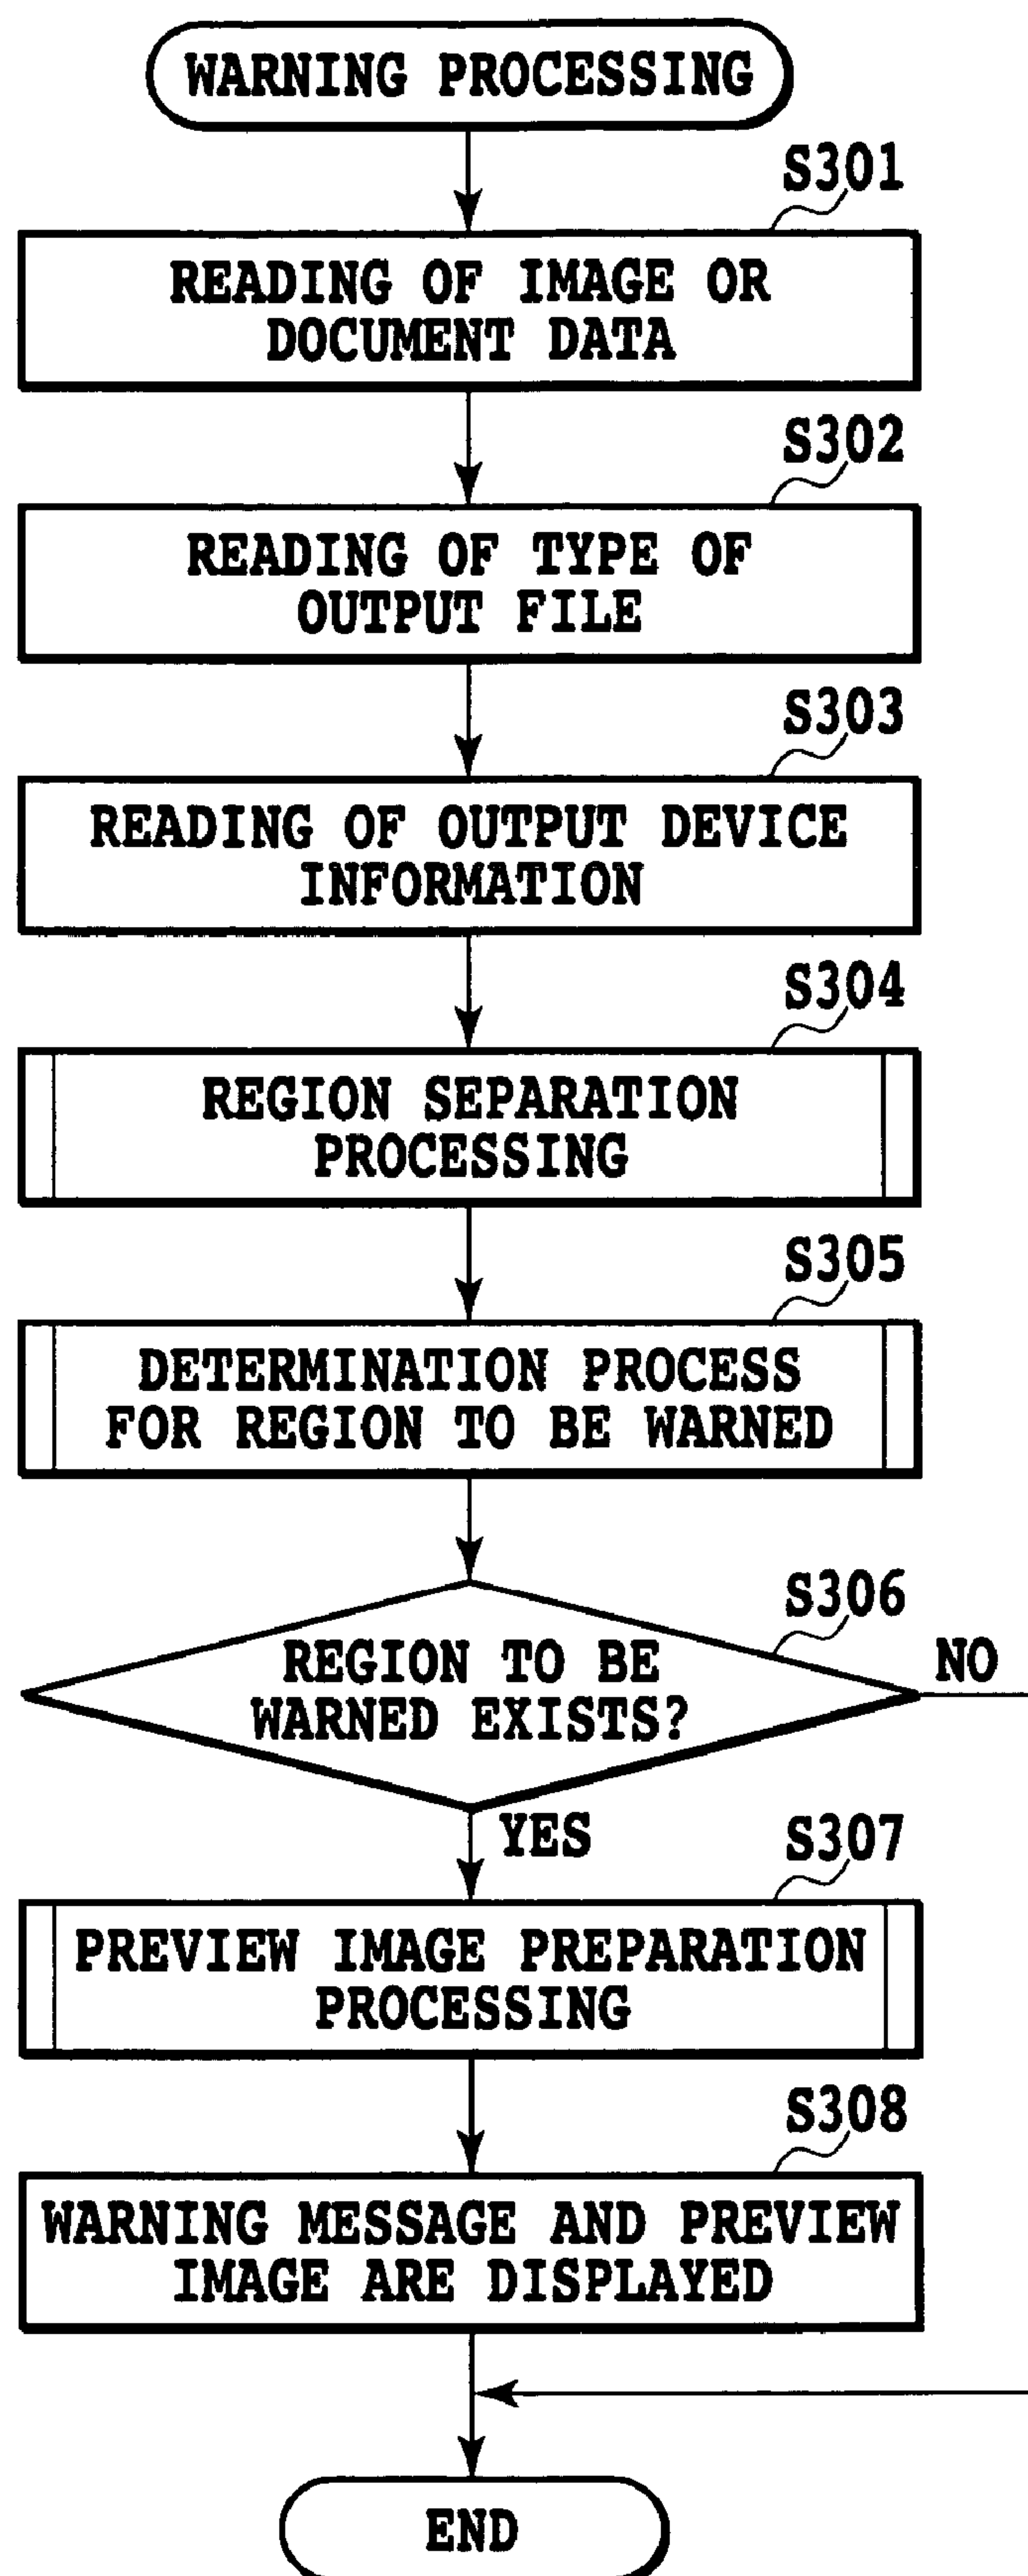 WARNING PROCESSING
S301
READING OF IMAGE OR
DOCUMENT DATA
S302
READING OF TYPE OF
OUTPUT FILE
S303
READING OF OUTPUT DEVICE
INFORMATION
S304
REGION SEPARATION
PROCESSING
S305
DETERMINATION PROCESS
FOR REGION TO BE WARNED
S306
REGION TO BE
WARNED EXISTS?
NO
YES
S307
PREVIEW IMAGE PREPARATION
PROCESSING
S308
WARNING MESSAGE AND PREVIEW
IMAGE ARE DISPLAYED
END